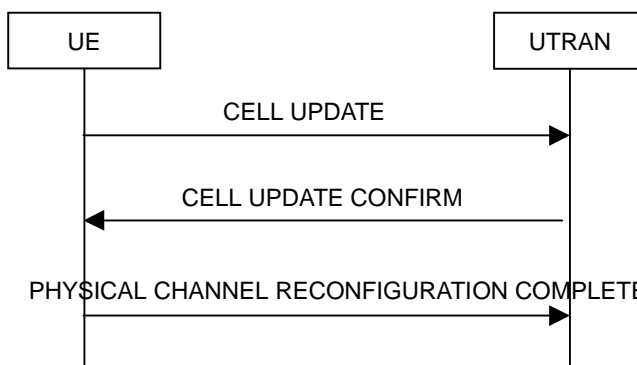 UE
UTRAN
CELL UPDATE
CELL UPDATE CONFIRM
PHYSICAL CHANNEL RECONFIGURATION COMPLETE